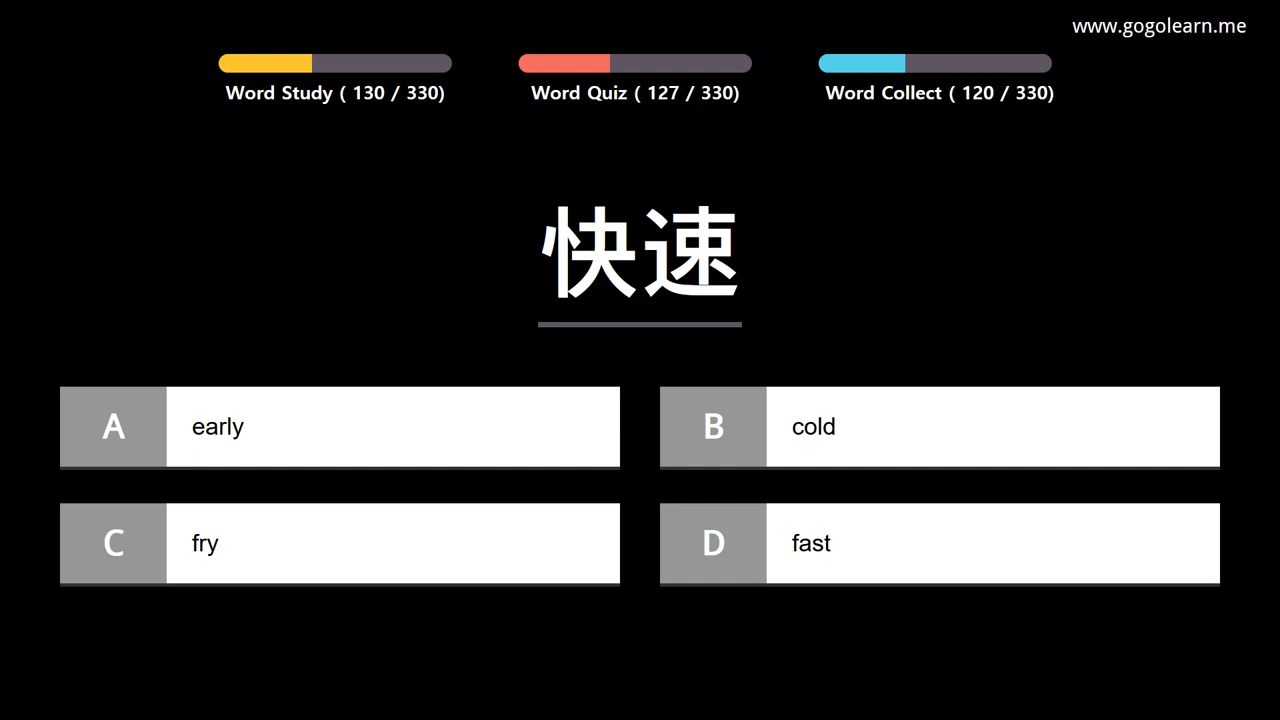 www.gogolearn.me
Word Study ( 130 / 330)
Word Quiz ( 127 / 330)
Word Collect ( 120 / 330)
快速
A early
B cold
C fry
D fast